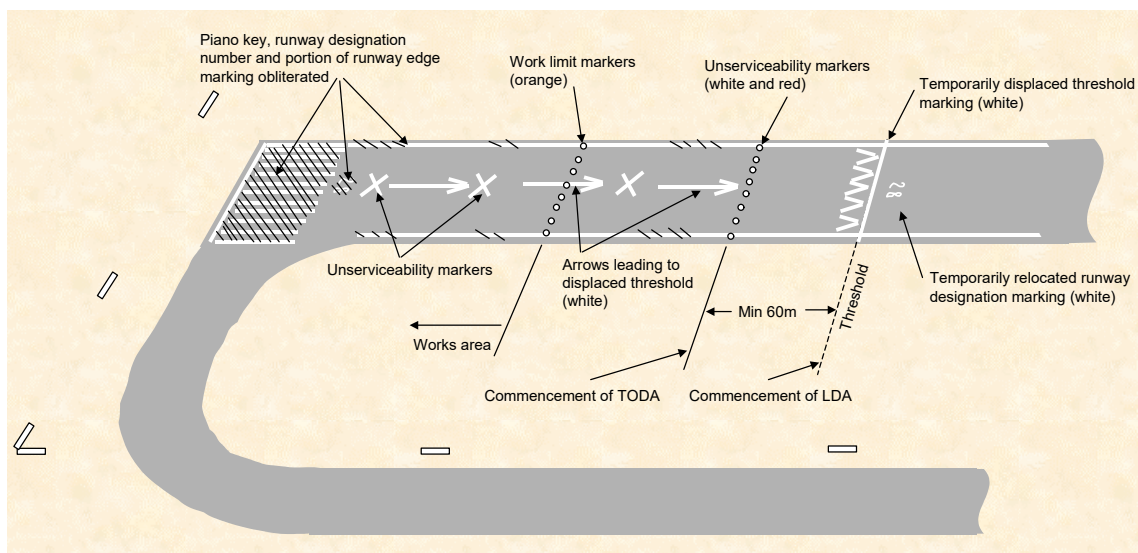 Piano key, runway designation
number and portion of runway edge
marking obliterated
Work limit markers
(orange)
Unserviceability markers
(white and red)
Temporarily displaced threshold
marking (white)
28
Unserviceability markers
Arrows leading to
displaced threshold
(white)
Temporarily relocated runway
designation marking (white)
Threshold
Min 60m
Works area
Commencement of TODA
Commencement of LDA